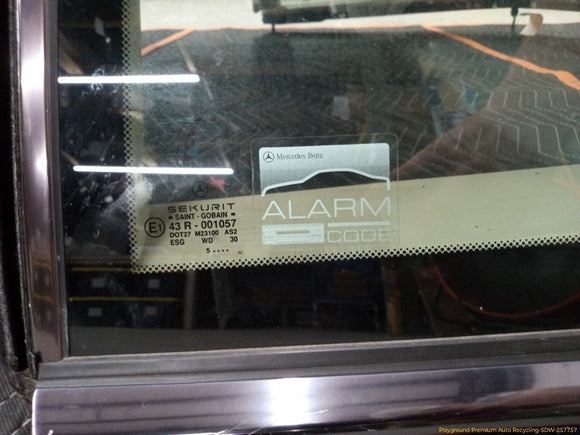 Mercedes Benz
ALARM
CODE
SEKURIT
SAINT - GOBAIN
E1
43 R - 001057
DOT27 M23100 AS2
ESG WD 30
5 ....
Playground Premium Auto Recycling-SDW-257757